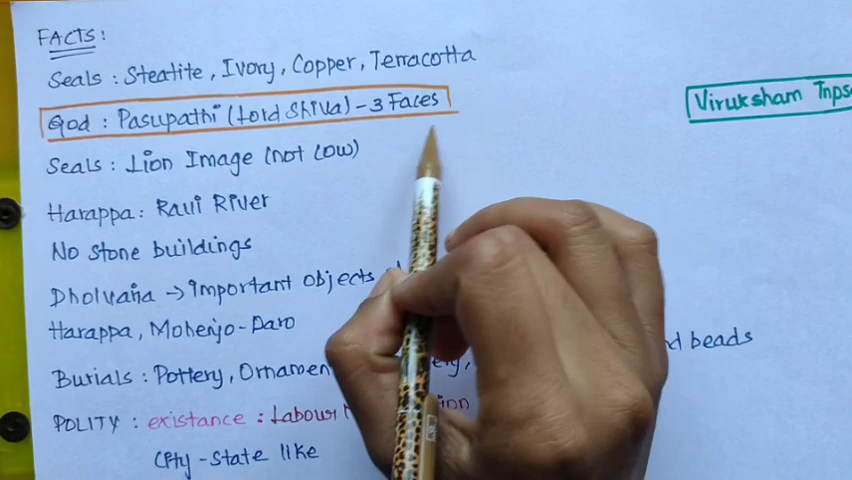 FACTS:
Seals: Steatite, Ivory, Copper, Terracotta
God: Pasupathi (Lord Shiva) - 3 Faces
Viruksham Tnps
Seals: Lion Image (not Cow)
Harappa: Ravi River
No stone buildings
Dholvaria → important objects
Harappa, Mohenjo-Daro
Burials: Pottery, Ornamen beads
POLITY: existance: Labour
City-state like